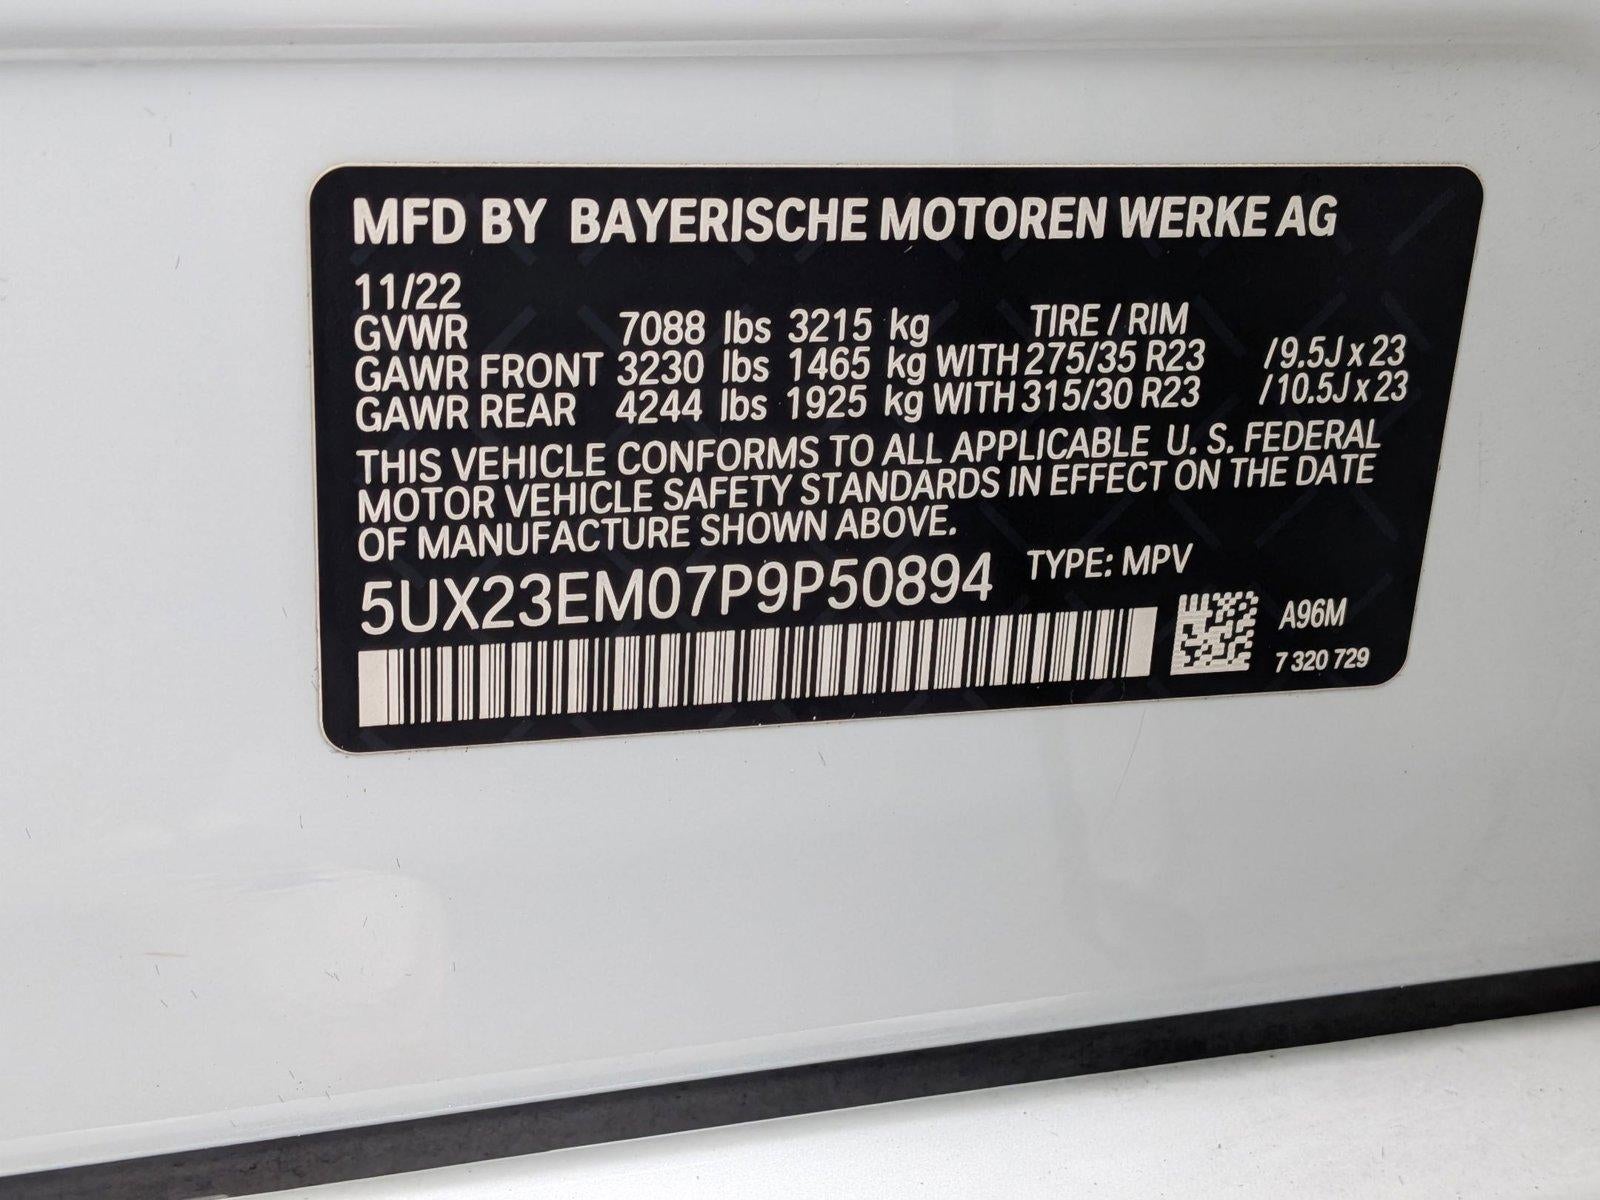 MFD BY BAYERISCHE MOTOREN WERKE AG
11/22
GVWR 7088 lbs 3215 kg TIRE / RIM
GAWR FRONT 3230 lbs 1465 kg WITH 275/35 R23 /9.5J x 23
GAWR REAR 4244 lbs 1925 kg WITH 315/30 R23 /10.5J x 23
THIS VEHICLE CONFORMS TO ALL APPLICABLE U. S. FEDERAL
MOTOR VEHICLE SAFETY STANDARDS IN EFFECT ON THE DATE
OF MANUFACTURE SHOWN ABOVE.
5UX23EM07P9P50894 TYPE: MPV
A96M
7 320 729